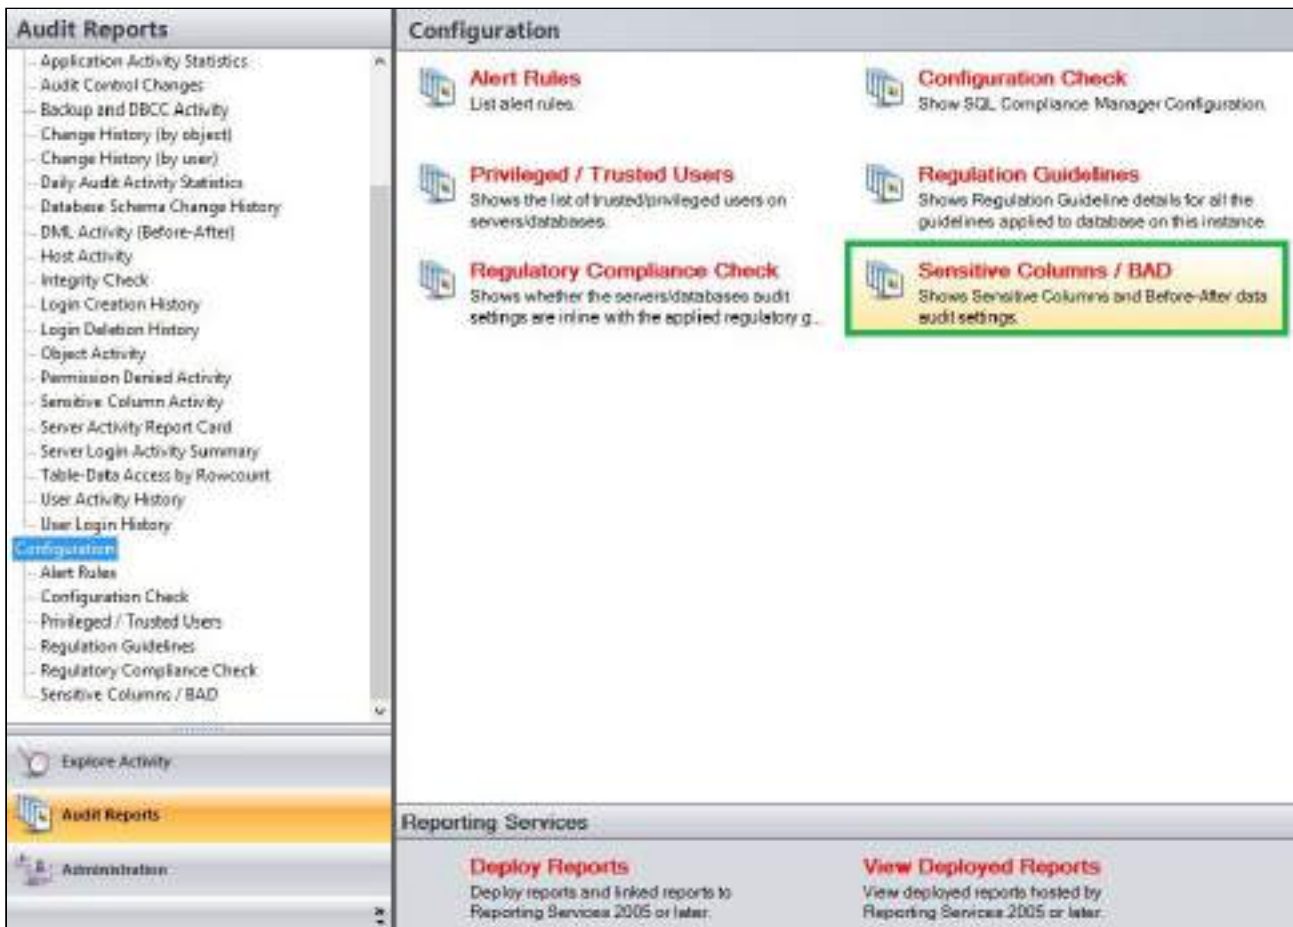 Audit Reports
Application Activity Statistics
Audit Control Changes
Backup and DBCC Activity
Change History (by object)
Change History (by user)
Daily Audit Activity Statistics
Database Schema Change History
DML Activity (Before-After)
Host Activity
Integrity Check
Login Creation History
Login Deletion History
Object Activity
Permission Denied Activity
Sensitive Column Activity
Server Activity Report Card
Server Login Activity Summary
Table-Data Access by Rowcount
User Activity History
User Login History
Configuration
Alert Rules
Configuration Check
Privileged / Trusted Users
Regulation Guidelines
Regulatory Compliance Check
Sensitive Columns / BAD
Explore Activity
Audit Reports
Administration
Configuration
Alert Rules
List alert rules.
Configuration Check
Show SQL Compliance Manager Configuration.
Privileged / Trusted Users
Shows the list of trusted/privileged users on
servers/databases.
Regulation Guidelines
Shows Regulation Guideline details for all the
guidelines applied to database on this instance.
Regulatory Compliance Check
Shows whether the servers/databases audit
settings are inline with the applied regulatory g...
Sensitive Columns / BAD
Shows Sensitive Columns and Before-After data
audit settings.
Reporting Services
Deploy Reports
Deploy reports and linked reports to
Reporting Services 2005 or later.
View Deployed Reports
View deployed reports hosted by
Reporting Services 2005 or later.